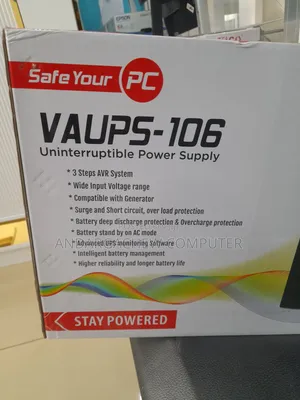 EPSON
Safe Your PC
VAUPS-106
Uninterruptible Power Supply
* 3 Steps AVR System
* Wide Input Voltage range
* Compatible with Generator
* Surge and Short circuit, over load protection
* Battery deep discharge protection & Overcharge protection
* Battery stand by on AC mode
COMPUTER
* Advanced UPS monitoring Software
* Intelligent battery management
* Higher reliability and longer battery life
STAY POWERED